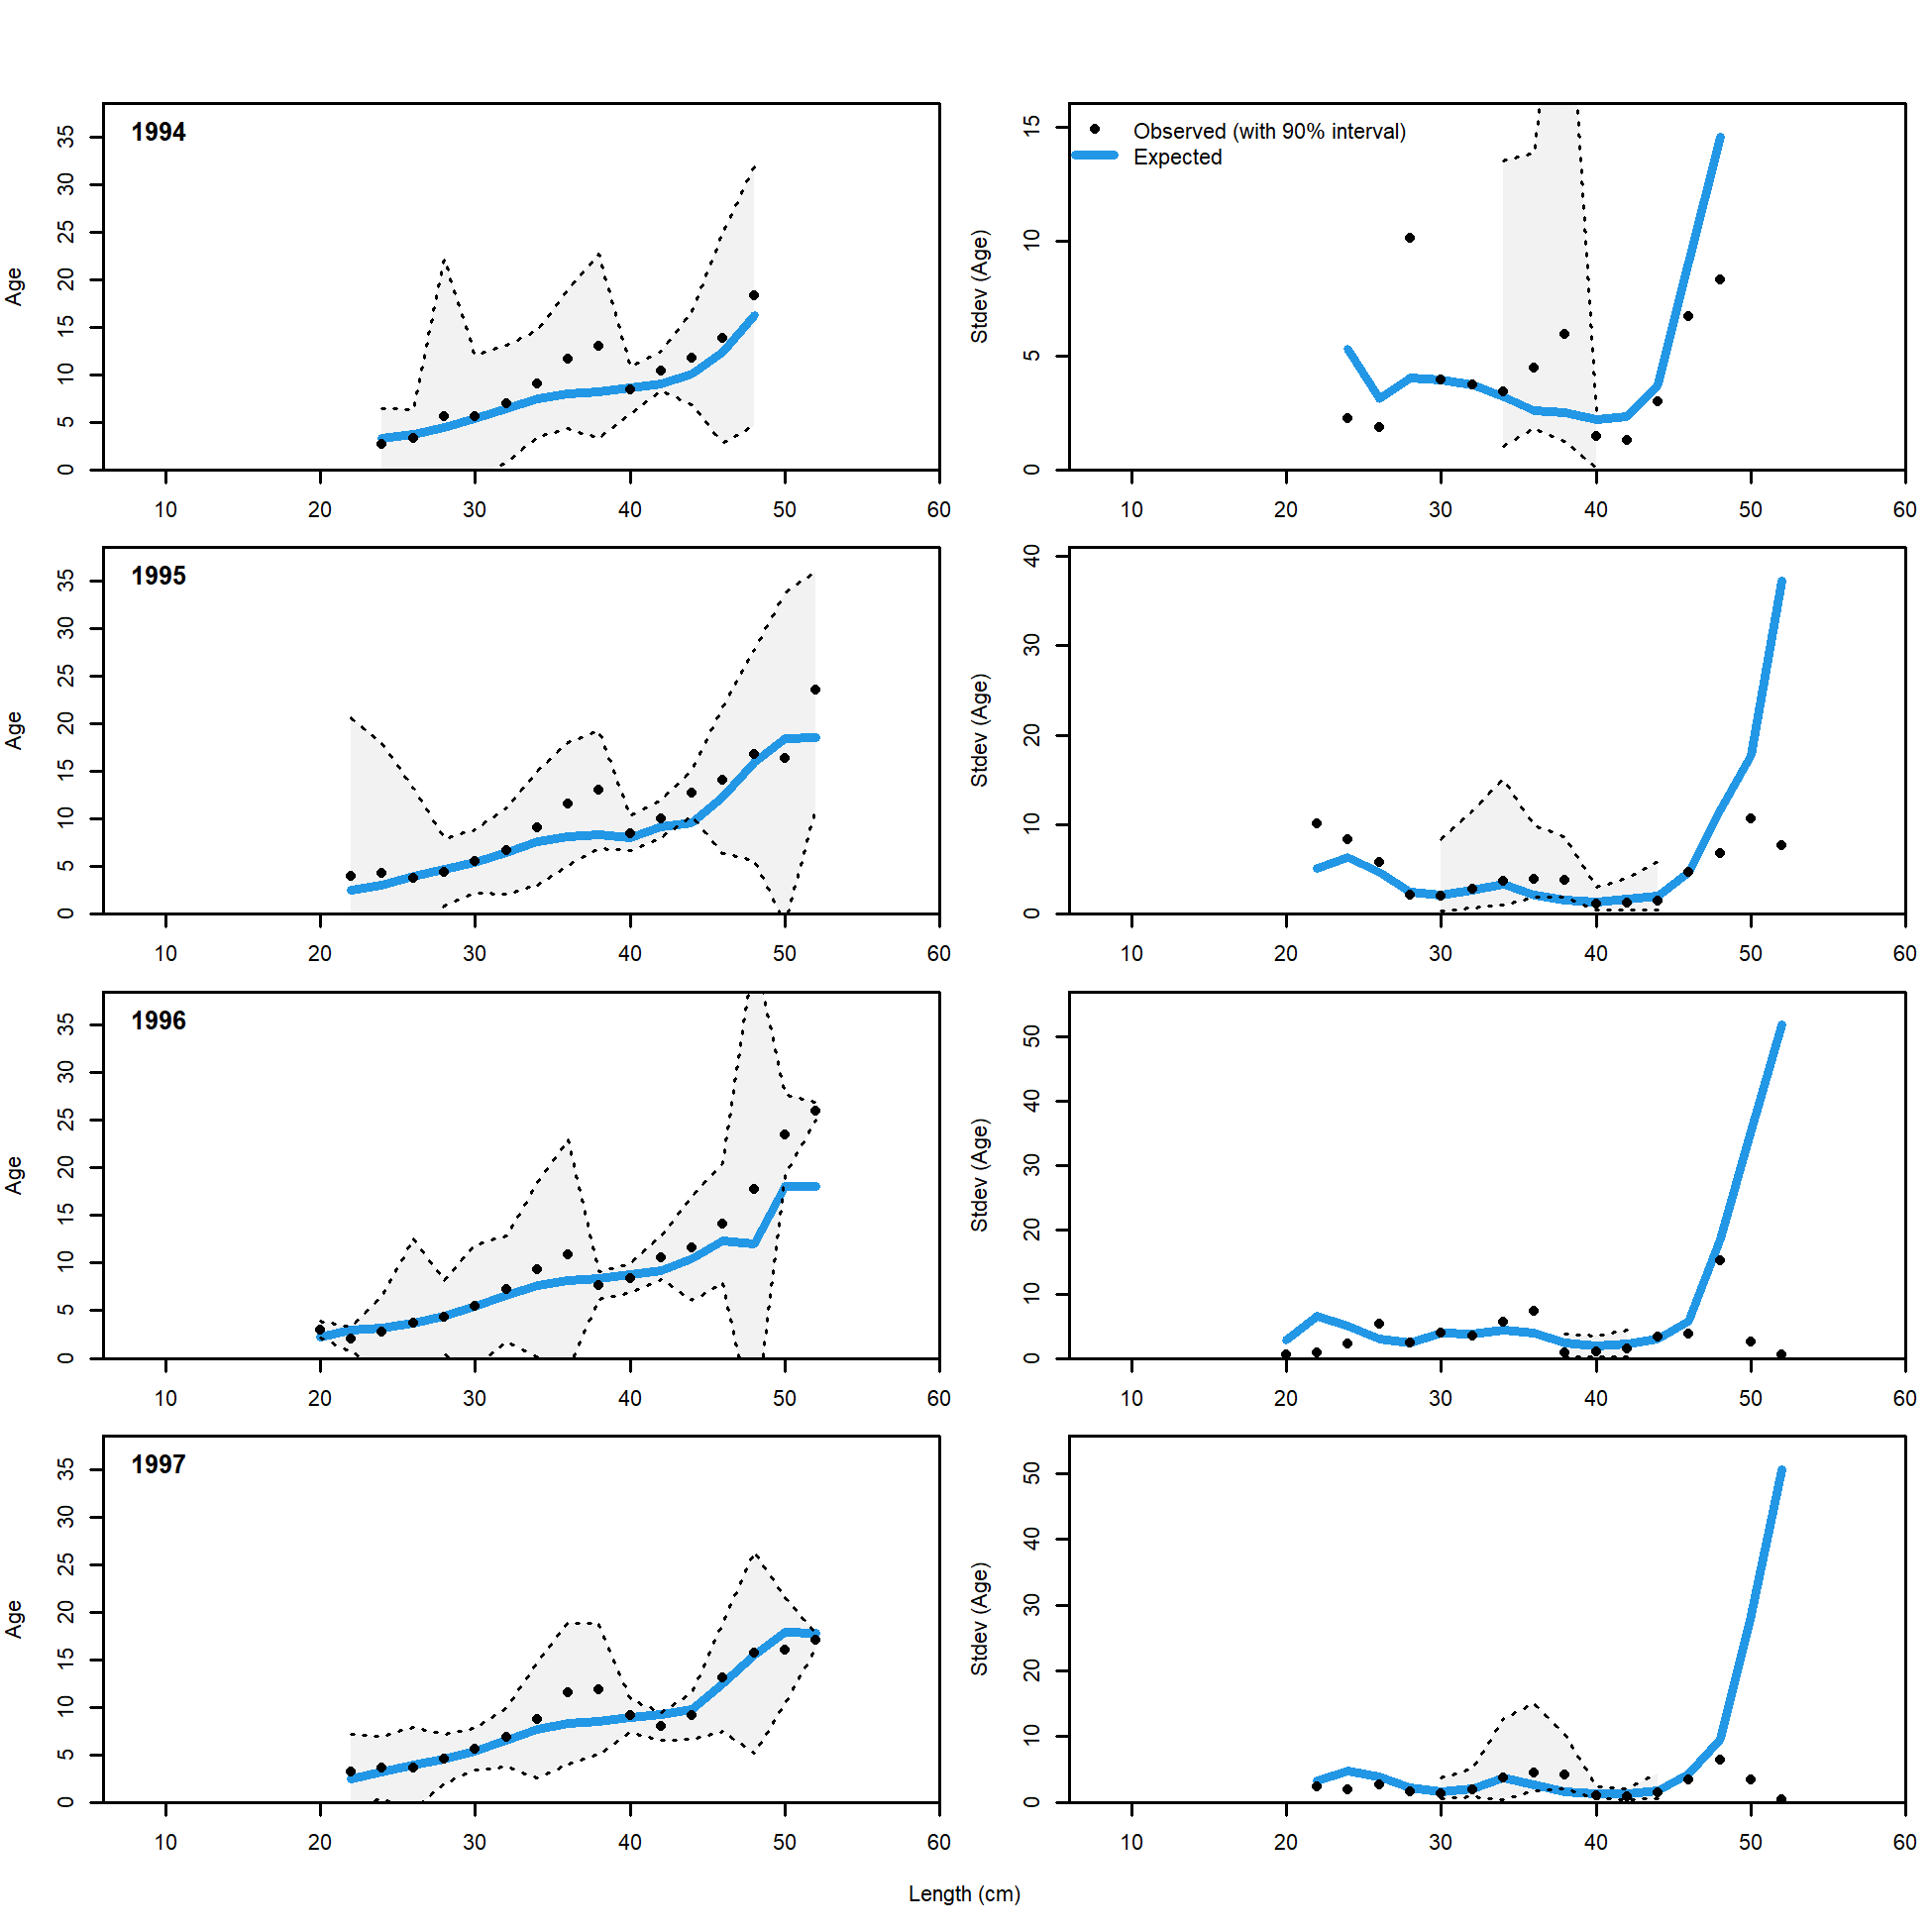 1994
Age
0 5 10 15 20 25 30 35
10 20 30 40 50 60
Observed (with 90% interval)
Expected
Stdev (Age)
0 5 10 15
10 20 30 40 50 60
1995
Age
0 5 10 15 20 25 30 35
10 20 30 40 50 60
Stdev (Age)
0 10 20 30 40
10 20 30 40 50 60
1996
Age
0 5 10 15 20 25 30 35
10 20 30 40 50 60
Stdev (Age)
0 10 20 30 40 50
10 20 30 40 50 60
1997
Age
0 5 10 15 20 25 30 35
10 20 30 40 50 60
Stdev (Age)
0 10 20 30 40 50
10 20 30 40 50 60
Length (cm)